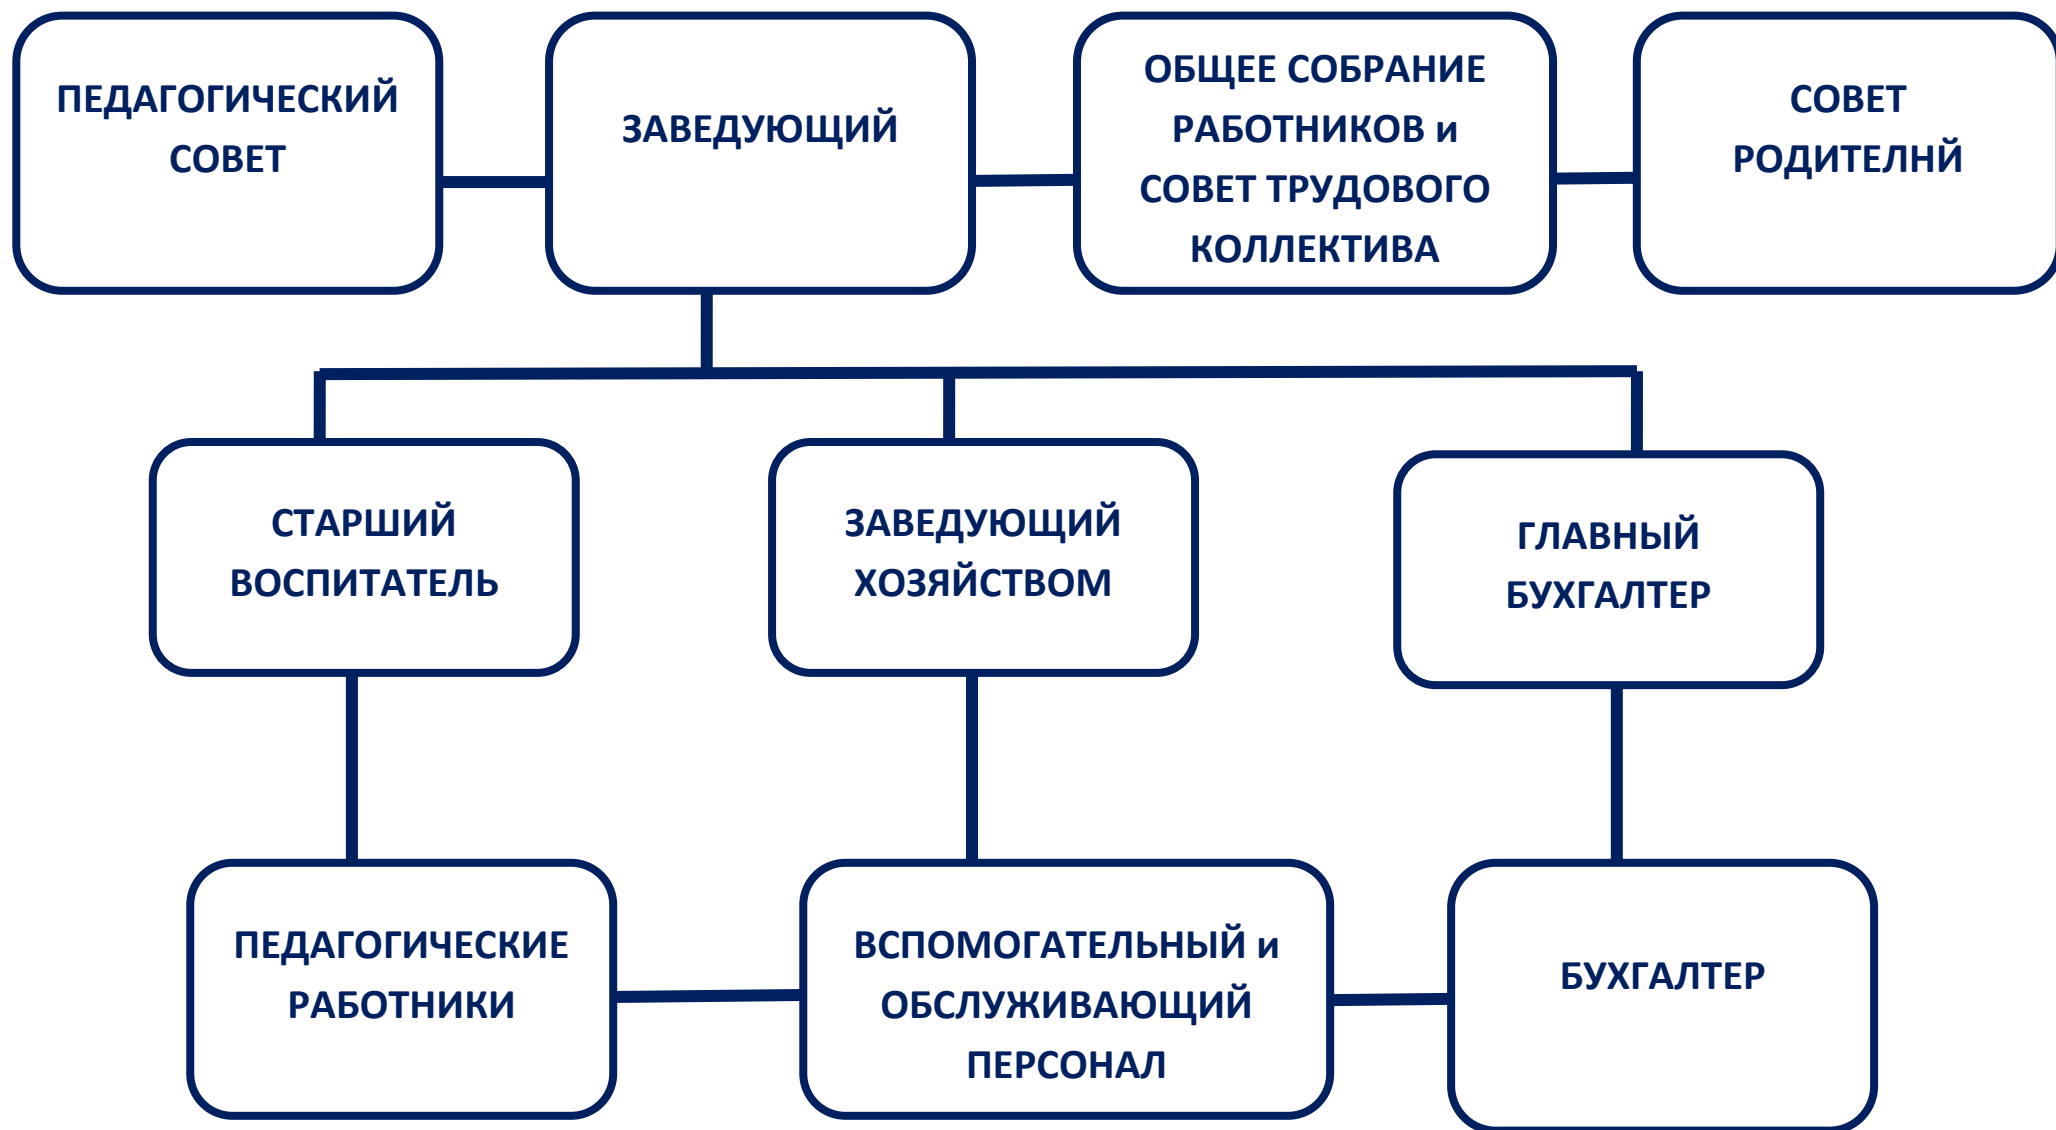 ПЕДАГОГИЧЕСКИЙ
СОВЕТ
ЗАВЕДУЮЩИЙ
ОБЩЕЕ СОБРАНИЕ
РАБОТНИКОВ и
СОВЕТ ТРУДОВОГО
КОЛЛЕКТИВА
СОВЕТ
РОДИТЕЛНЙ
СТАРШИЙ
ВОСПИТАТЕЛЬ
ЗАВЕДУЮЩИЙ
ХОЗЯЙСТВОМ
ГЛАВНЫЙ
БУХГАЛТЕР
ПЕДАГОГИЧЕСКИЕ
РАБОТНИКИ
ВСПОМОГАТЕЛЬНЫЙ и
ОБСЛУЖИВАЮЩИЙ
ПЕРСОНАЛ
БУХГАЛТЕР